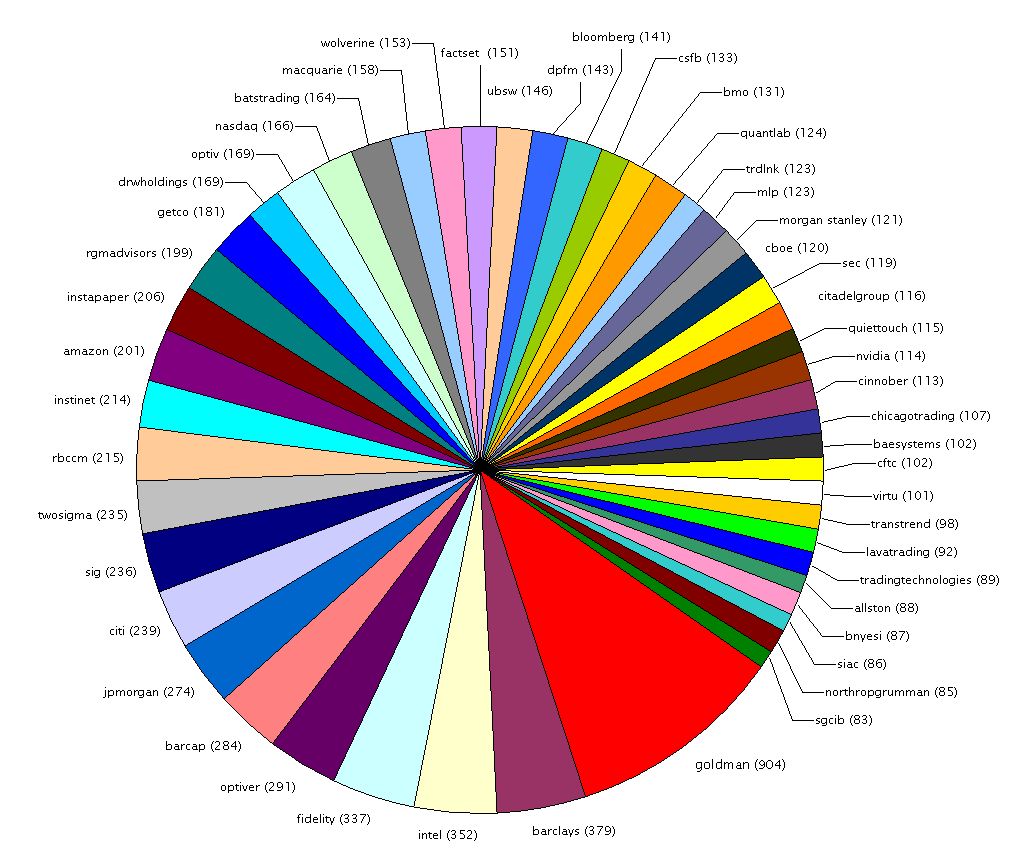 bloomberg (141)
wolverine (153)
factset (151)
csfb (133)
macquarie (158)
dpfm (143)
ubsw (146)
bmo (131)
batstrading (164)
nasdaq (166)
quantlab (124)
optiv (169)
trdlnk (123)
drwholdings (169)
mlp (123)
getco (181)
morgan stanley (121)
cboe (120)
rgmadvisors (199)
sec (119)
instapaper (206)
citadelgroup (116)
quiettouch (115)
amazon (201)
nvidia (114)
cinnober (113)
instinet (214)
chicagotrading (107)
baesystems (102)
rbccm (215)
cftc (102)
virtu (101)
twosigma (235)
transtrend (98)
lavatrading (92)
sig (236)
tradingtechnologies (89)
allston (88)
citi (239)
bnyesi (87)
siac (86)
jpmorgan (274)
northropgrumman (85)
sgcib (83)
barcap (284)
goldman (904)
optiver (291)
fidelity (337)
barclays (379)
intel (352)